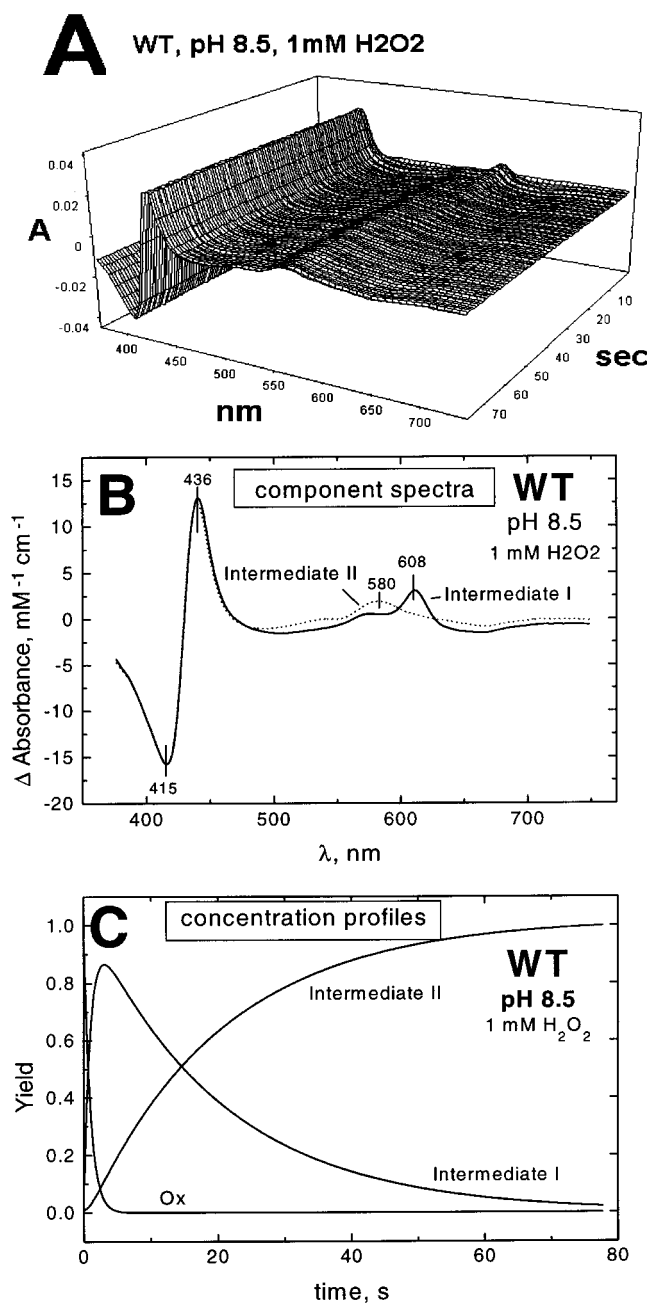 A WT, pH 8.5, 1mM H2O2
0.04
0.02
A
0
-0.02
-0.04
400
450
500
550
600
650
700
nm
10
20
30
40
50
60
70
sec
B
component spectra
WT
pH 8.5
1 mM H2O2
436
Intermediate II
580
608
Intermediate I
415
15
10
5
0
-5
-10
-15
-20
Δ Absorbance, mM⁻¹ cm⁻¹
400 500 600 700
λ, nm
C
concentration profiles
WT
pH 8.5
1 mM H₂O₂
Intermediate II
Intermediate I
Ox
1.0
0.8
0.6
0.4
0.2
0.0
Yield
0 20 40 60 80
time, s